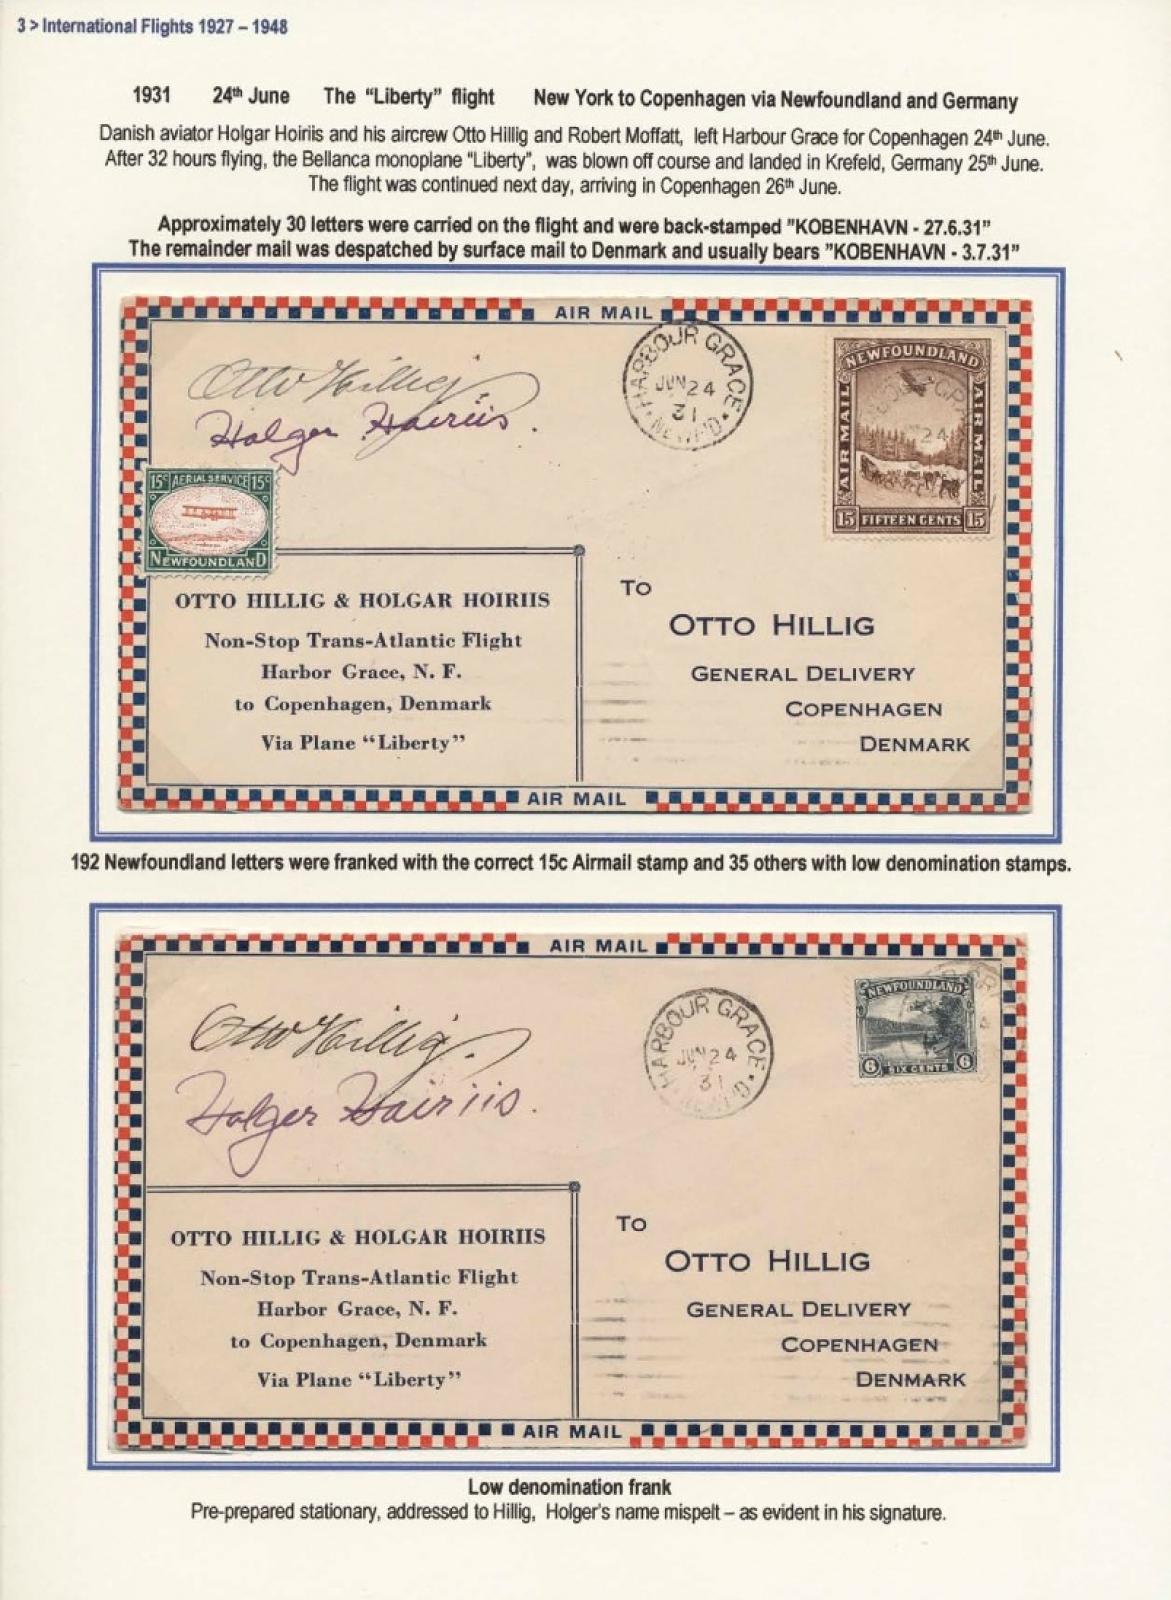 3 > International Flights 1927 – 1948
1931 24th June The “Liberty” flight New York to Copenhagen via Newfoundland and Germany
Danish aviator Holgar Hoiriis and his aircrew Otto Hillig and Robert Moffatt, left Harbour Grace for Copenhagen 24th June.
After 32 hours flying, the Bellanca monoplane “Liberty”, was blown off course and landed in Krefeld, Germany 25th June.
The flight was continued next day, arriving in Copenhagen 26th June.
Approximately 30 letters were carried on the flight and were back-stamped ”KOBENHAVN - 27.6.31”
The remainder mail was despatched by surface mail to Denmark and usually bears ”KOBENHAVN - 3.7.31”
AIR MAIL
Otto Hillig
Holger Hoiriis.
HARBOUR GRACE
JUN 24
31
NEWF'D
NEWFOUNDLAND
AIR MAIL
AIR MAIL
15 FIFTEEN CENTS 15
15c AERIAL SERVICE 15c
NEWFOUNDLAND
OTTO HILLIG & HOLGAR HOIRIIS
Non-Stop Trans-Atlantic Flight
Harbor Grace, N. F.
to Copenhagen, Denmark
Via Plane “Liberty”
TO
OTTO HILLIG
GENERAL DELIVERY
COPENHAGEN
DENMARK
AIR MAIL
192 Newfoundland letters were franked with the correct 15c Airmail stamp and 35 others with low denomination stamps.
AIR MAIL
Otto Hillig.
Holger Hoiriis.
HARBOUR GRACE
JUN 24
31
NEWF'D
NEWFOUNDLAND
6 SIX CENTS 6
OTTO HILLIG & HOLGAR HOIRIIS
Non-Stop Trans-Atlantic Flight
Harbor Grace, N. F.
to Copenhagen, Denmark
Via Plane “Liberty”
TO
OTTO HILLIG
GENERAL DELIVERY
COPENHAGEN
DENMARK
AIR MAIL
Low denomination frank
Pre-prepared stationary, addressed to Hillig, Holger's name mispelt – as evident in his signature.